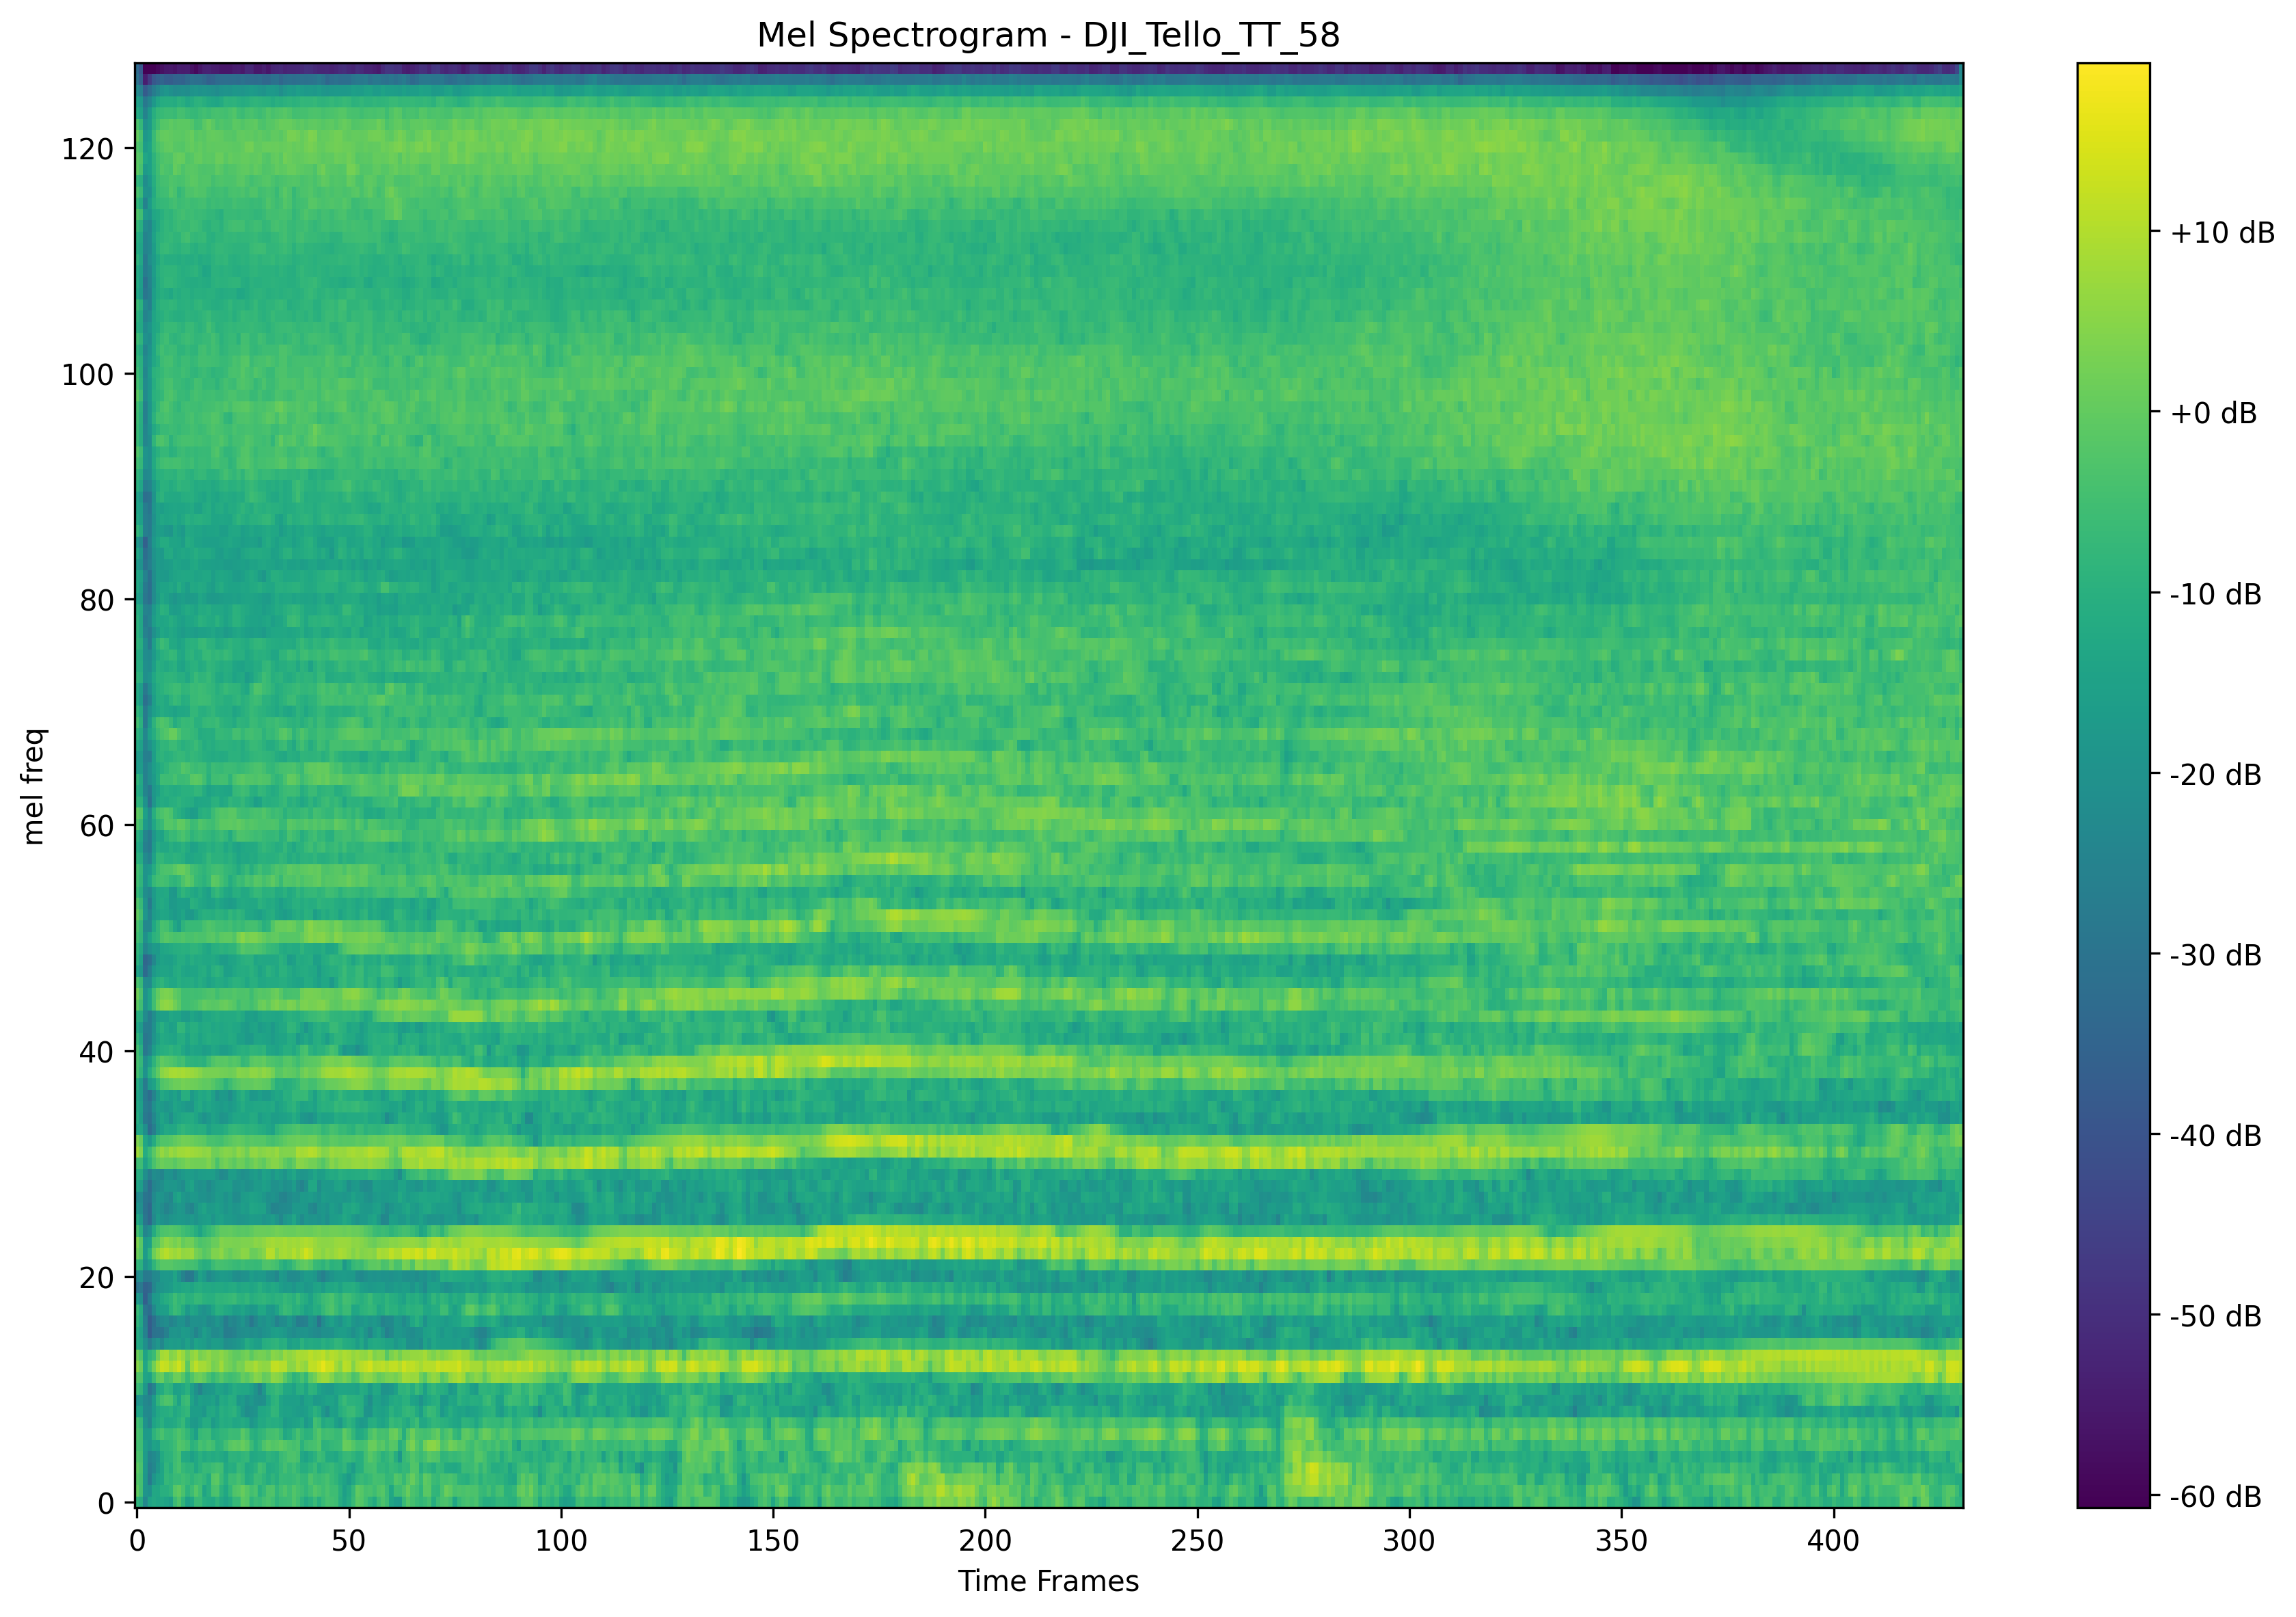 Mel Spectrogram - DJI_Tello_TT_58
120
100
80
60
40
20
0
mel freq
0
50
100
150
200
250
300
350
400
Time Frames
+10 dB
+0 dB
-10 dB
-20 dB
-30 dB
-40 dB
-50 dB
-60 dB